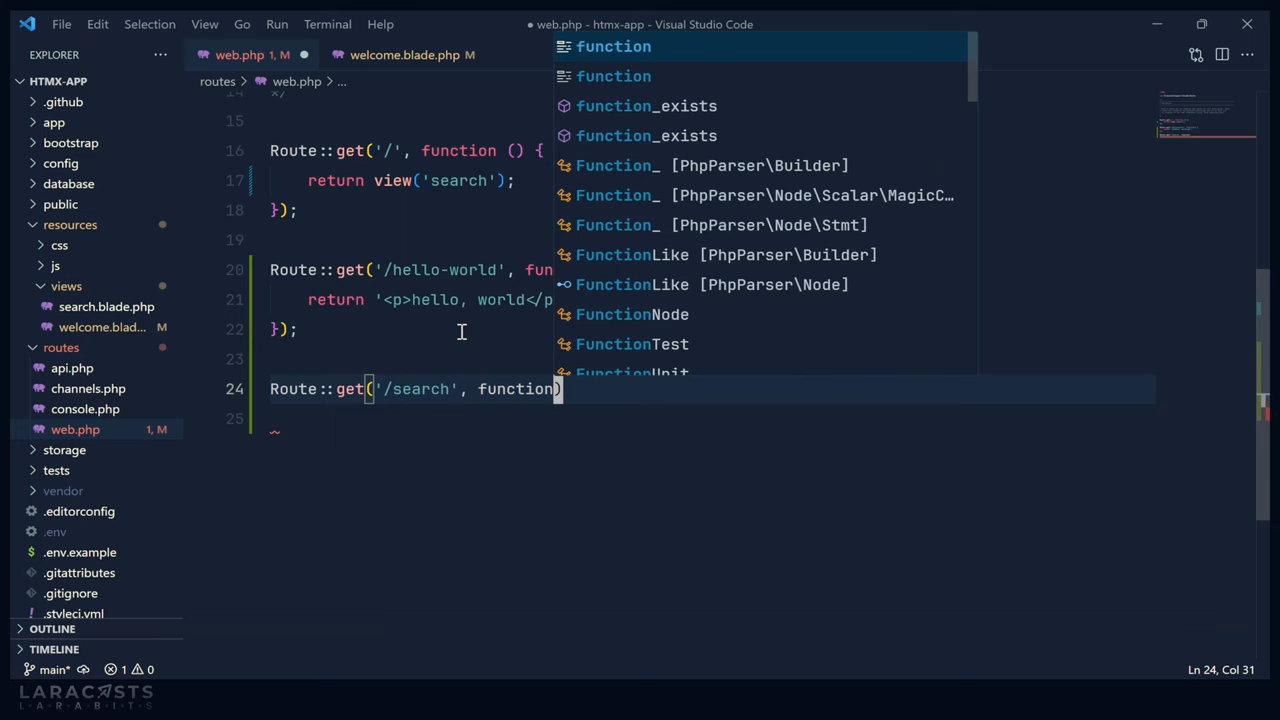 File Edit Selection View Go Run Terminal Help
● web.php - htmx-app - Visual Studio Code
EXPLORER
web.php 1, M
welcome.blade.php M
HTMX-APP
.github
app
bootstrap
config
database
public
resources
css
js
views
search.blade.php
welcome.blad... M
routes
api.php
channels.php
console.php
web.php 1, M
storage
tests
vendor
.editorconfig
.env
.env.example
.gitattributes
.gitignore
.styleci.yml
OUTLINE
TIMELINE
routes > web.php > ...
14 */
15
16 Route::get('/', function () {
17 return view('search');
18 });
19
20 Route::get('/hello-world', fun
21 return '<p>hello, world</p
22 });
23
24 Route::get('/search', function)
25
function
function
function_exists
function_exists
Function_ [PhpParser\Builder]
Function_ [PhpParser\Node\Scalar\MagicC…
Function_ [PhpParser\Node\Stmt]
FunctionLike [PhpParser\Builder]
FunctionLike [PhpParser\Node]
FunctionNode
FunctionTest
FunctionUnit
main* 1 0
Ln 24, Col 31
LARACASTS
LARABITS